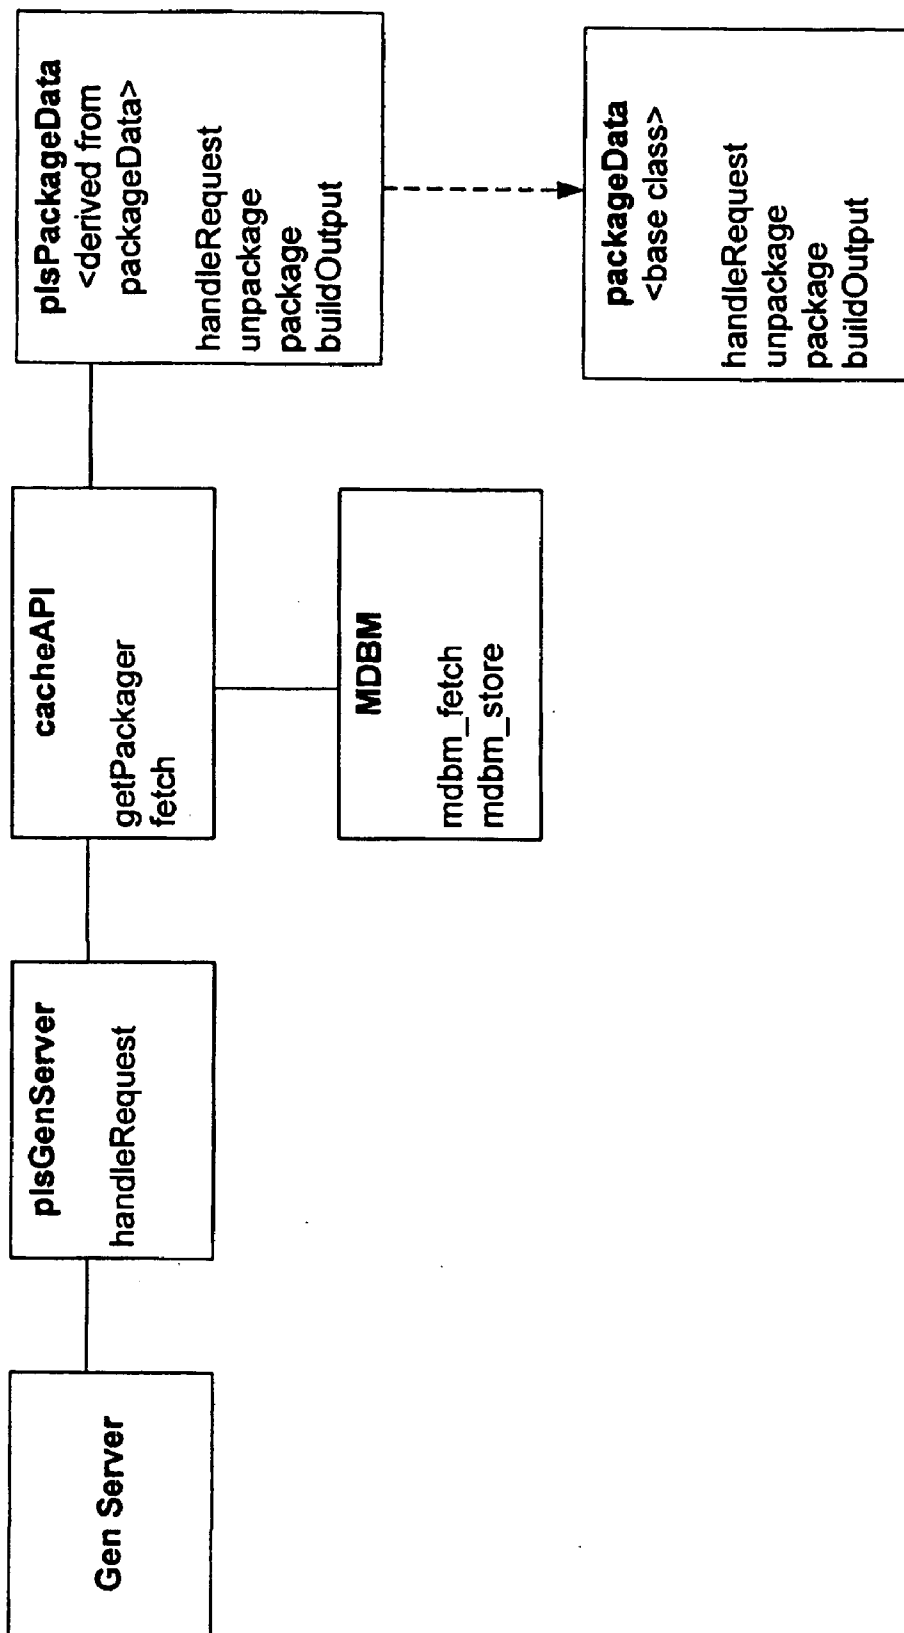 Gen Server
plsGenServer
handleRequest
cacheAPI
getPackager
fetch
MDBM
mdbm_fetch
mdbm_store
plsPackageData
<derived from
packageData>
handleRequest
unpackage
package
buildOutput
packageData
<base class>
handleRequest
unpackage
package
buildOutput